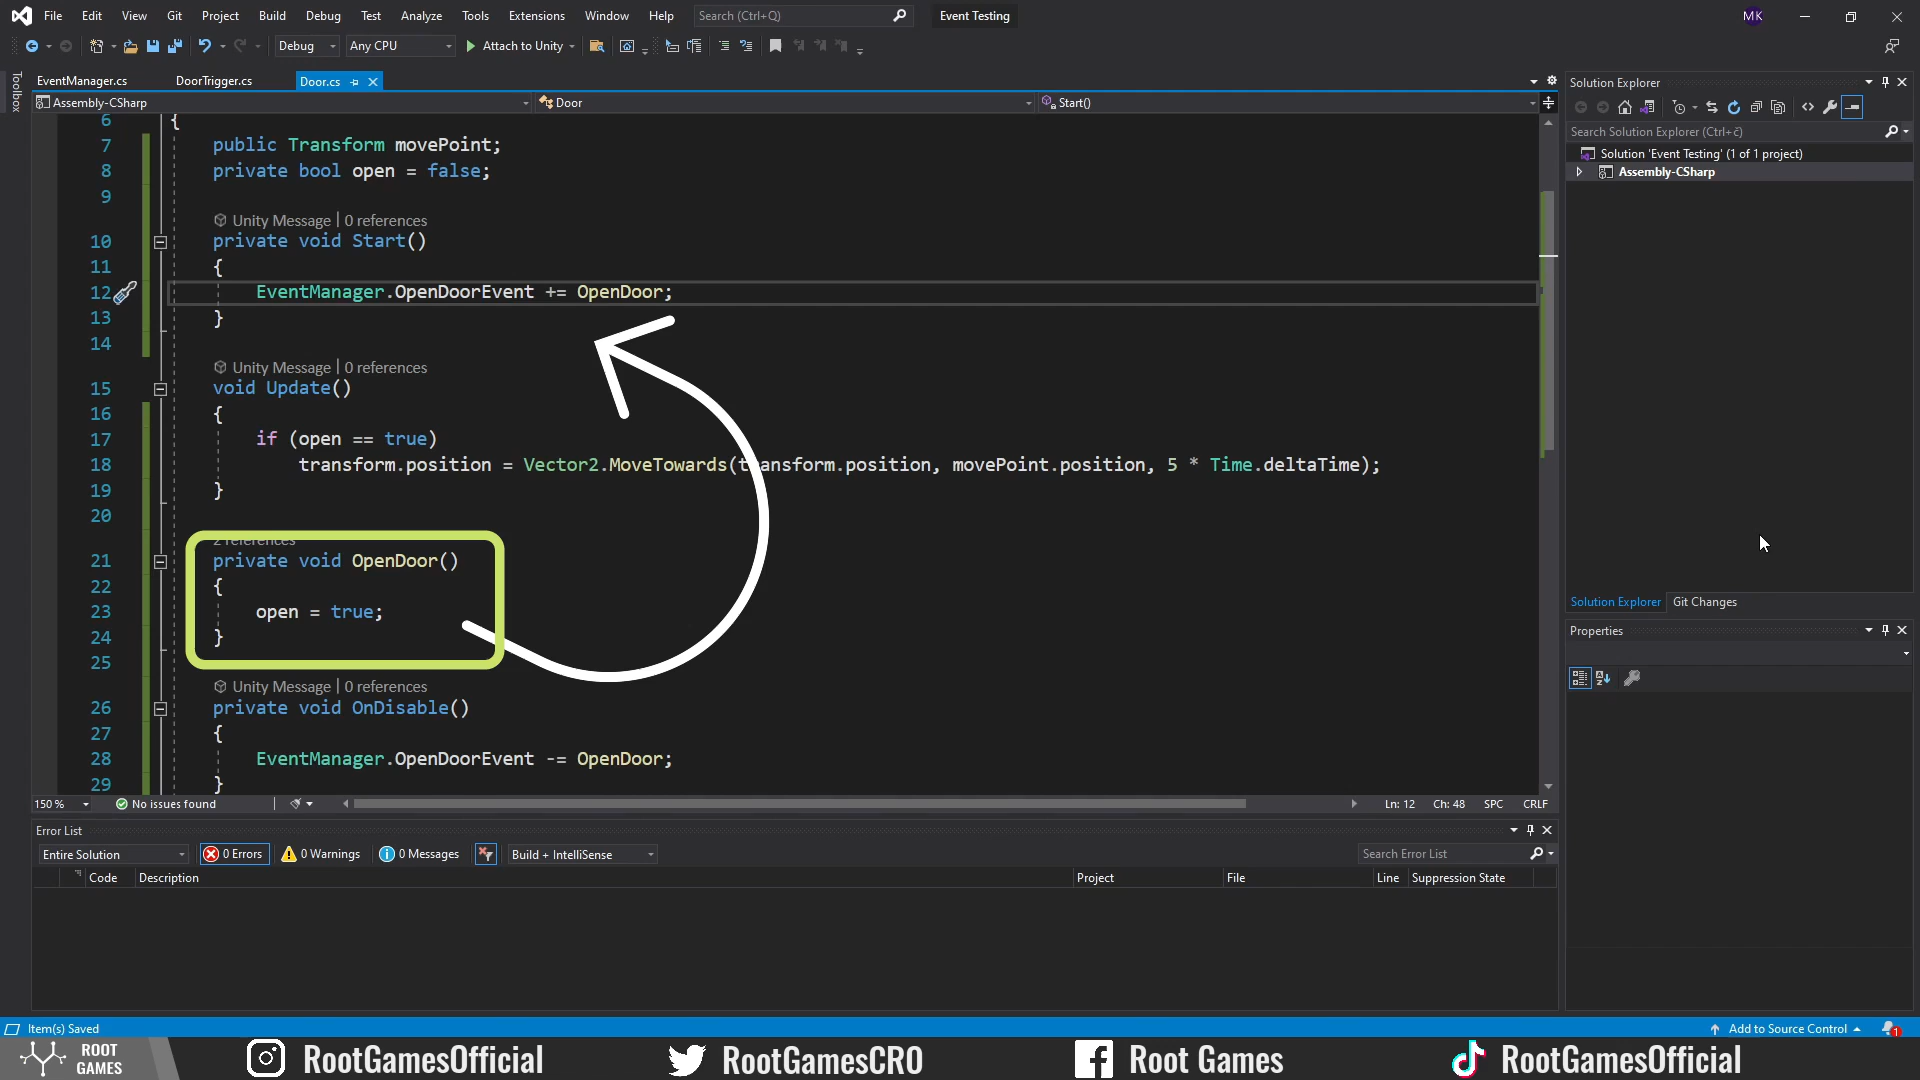 File Edit View Git Project Build Debug Test Analyze Tools Extensions Window Help Search (Ctrl+Q) Event Testing MK
Debug Any CPU Attach to Unity
Toolbox
EventManager.cs DoorTrigger.cs Door.cs
Assembly-CSharp Door Start()
6 {
7 public Transform movePoint;
8 private bool open = false;
9
Unity Message | 0 references
10 private void Start()
11 {
12 EventManager.OpenDoorEvent += OpenDoor;
13 }
14
Unity Message | 0 references
15 void Update()
16 {
17 if (open == true)
18 transform.position = Vector2.MoveTowards(transform.position, movePoint.position, 5 * Time.deltaTime);
19 }
20
2 references
21 private void OpenDoor()
22 {
23 open = true;
24 }
25
Unity Message | 0 references
26 private void OnDisable()
27 {
28 EventManager.OpenDoorEvent -= OpenDoor;
29 }
150 % No issues found Ln: 12 Ch: 48 SPC CRLF
Error List
Entire Solution 0 Errors 0 Warnings 0 Messages Build + IntelliSense Search Error List
Code Description Project File Line Suppression State
Solution Explorer
Search Solution Explorer (Ctrl+č)
Solution 'Event Testing' (1 of 1 project)
Assembly-CSharp
Solution Explorer Git Changes
Properties
Item(s) Saved Add to Source Control 1
ROOT GAMES
RootGamesOfficial RootGamesCRO Root Games RootGamesOfficial